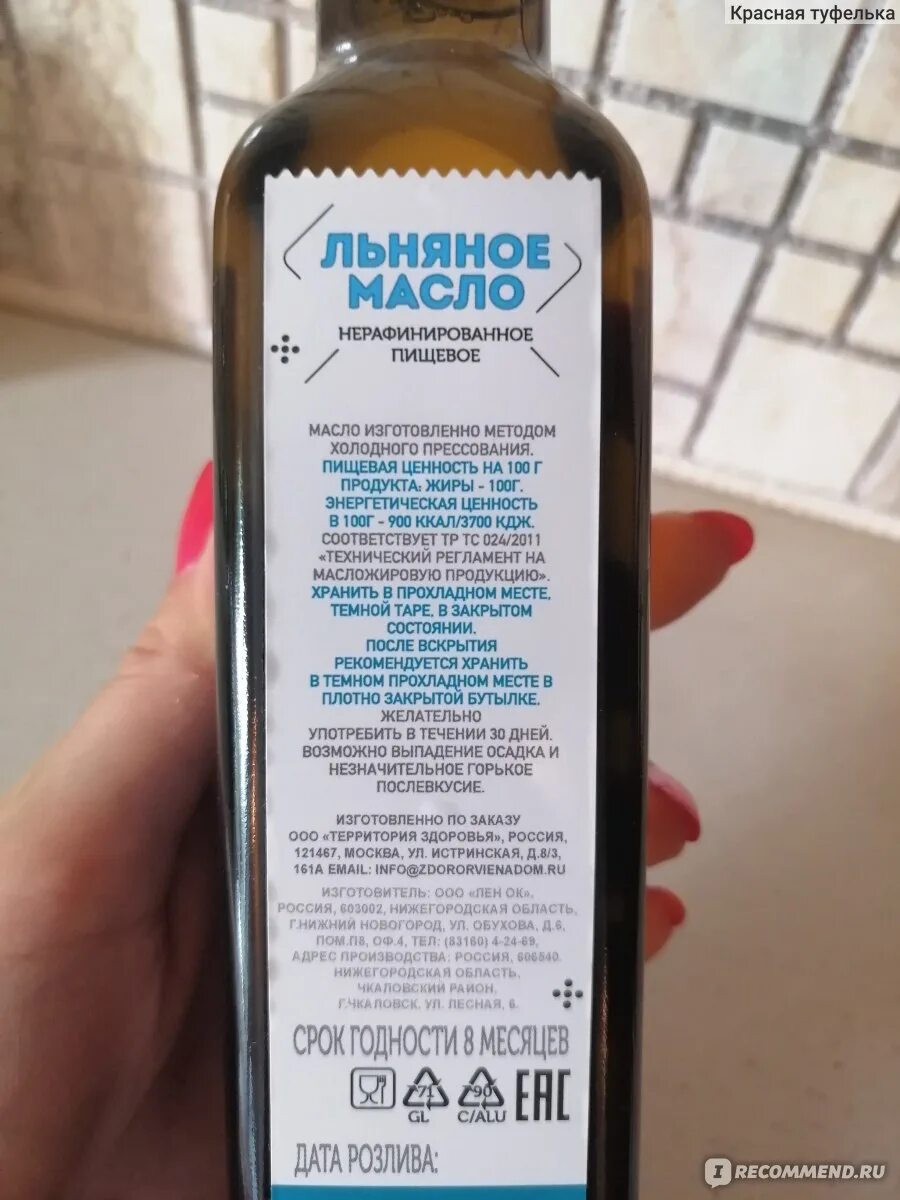 Красная туфелька
ЛЬНЯНОЕ
МАСЛО
НЕРАФИНИРОВАННОЕ
ПИЩЕВОЕ
МАСЛО ИЗГОТОВЛЕННО МЕТОДОМ
ХОЛОДНОГО ПРЕССОВАНИЯ.
ПИЩЕВАЯ ЦЕННОСТЬ НА 100 Г
ПРОДУКТА: ЖИРЫ - 100Г.
ЭНЕРГЕТИЧЕСКАЯ ЦЕННОСТЬ
В 100Г - 900 ККАЛ/3700 КДЖ.
СООТВЕТСТВУЕТ ТР ТС 024/2011
«ТЕХНИЧЕСКИЙ РЕГЛАМЕНТ НА
МАСЛОЖИРОВУЮ ПРОДУКЦИЮ».
ХРАНИТЬ В ПРОХЛАДНОМ МЕСТЕ,
ТЕМНОЙ ТАРЕ, В ЗАКРЫТОМ
СОСТОЯНИИ.
ПОСЛЕ ВСКРЫТИЯ
РЕКОМЕНДУЕТСЯ ХРАНИТЬ
В ТЕМНОМ ПРОХЛАДНОМ МЕСТЕ В
ПЛОТНО ЗАКРЫТОЙ БУТЫЛКЕ.
ЖЕЛАТЕЛЬНО
УПОТРЕБИТЬ В ТЕЧЕНИИ 30 ДНЕЙ.
ВОЗМОЖНО ВЫПАДЕНИЕ ОСАДКА И
НЕЗНАЧИТЕЛЬНОЕ ГОРЬКОЕ
ПОСЛЕВКУСИЕ.
ИЗГОТОВЛЕННО ПО ЗАКАЗУ
ООО «ТЕРРИТОРИЯ ЗДОРОВЬЯ», РОССИЯ,
121467, МОСКВА, УЛ. ИСТРИНСКАЯ, Д.8/3,
161А EMAIL: INFO@ZDORORVIENADOM.RU
ИЗГОТОВИТЕЛЬ: ООО «ЛЕН ОК».
РОССИЯ, 603002, НИЖЕГОРОДСКАЯ ОБЛАСТЬ,
Г.НИЖНИЙ НОВОГОРОД, УЛ. ОБУХОВА, Д.6,
ПОМ.П8, ОФ.4, ТЕЛ: (83160) 4-24-69,
АДРЕС ПРОИЗВОДСТВА: РОССИЯ, 606540,
НИЖЕГОРОДСКАЯ ОБЛАСТЬ,
ЧКАЛОВСКИЙ РАЙОН,
Г.ЧКАЛОВСК, УЛ. ЛЕСНАЯ, 6.
СРОК ГОДНОСТИ 8 МЕСЯЦЕВ
71 90 EAC
GL C/ALU
ДАТА РОЗЛИВА:
IRECOMMEND.RU